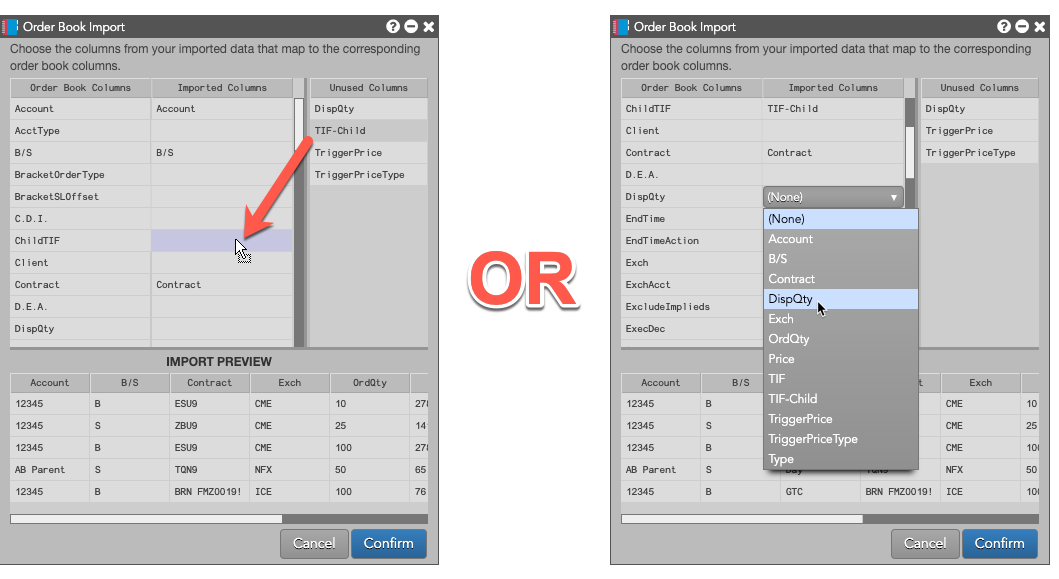 Order Book Import
Choose the columns from your imported data that map to the corresponding
order book columns.
Order Book Columns Imported Columns Unused Columns
Account Account DispQty
AcctType TIF-Child
B/S B/S TriggerPrice
BracketOrderType TriggerPriceType
BracketSLOffset
C.D.I.
ChildTIF
Client
Contract Contract
D.E.A.
DispQty
IMPORT PREVIEW
Account B/S Contract Exch OrdQty
12345 B ESU9 CME 10
12345 S ZBU9 CME 25
12345 B ESU9 CME 100
AB Parent S TQN9 NFX 50 65
12345 B BRN FMZ0019! ICE 100 76
Cancel Confirm
OR
Order Book Import
Choose the columns from your imported data that map to the corresponding
order book columns.
Order Book Columns Imported Columns Unused Columns
ChildTIF TIF-Child DispQty
Client TriggerPrice
Contract Contract TriggerPriceType
D.E.A.
DispQty (None)
EndTime (None)
EndTimeAction Account
Exch B/S
ExchAcct Contract
ExcludeImplieds DispQty
ExecDec Exch
OrdQty
Price
TIF
TIF-Child
TriggerPrice
TriggerPriceType
Type
Account B/S Exch
12345 B CME 10
12345 S CME 25
12345 B CME
AB Parent S NFX 50
12345 B GTC BRN FMZ0019! ICE
Cancel Confirm